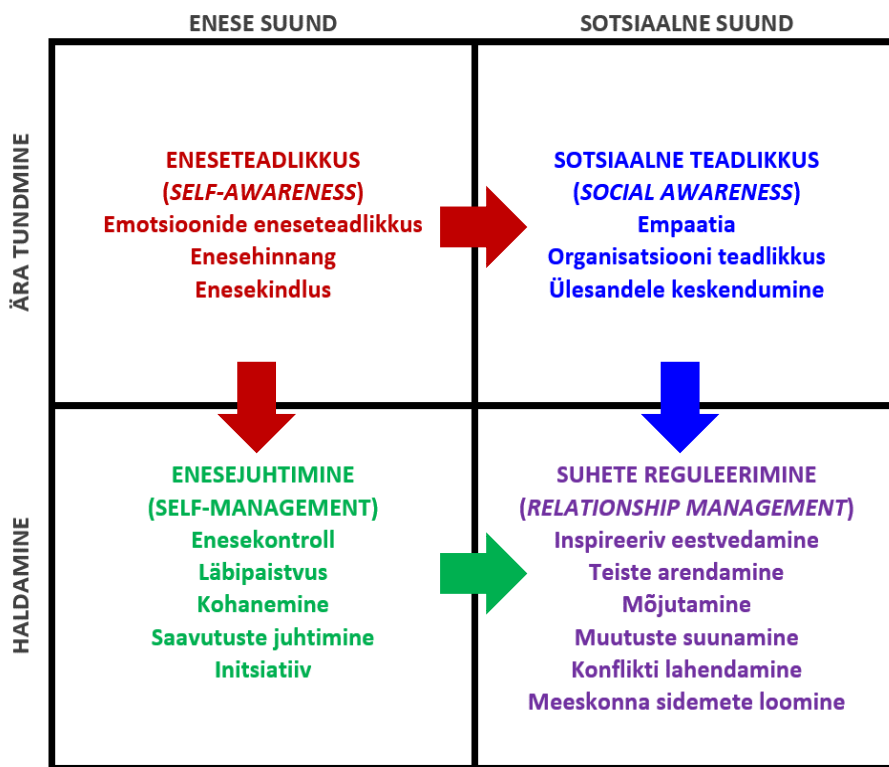 ENESE SUUND
SOTSIAALNE SUUND
ÄRA TUNDMINE
ENESETEADLIKKUS
(SELF-AWARENESS)
Emotsioonide eneseteadlikkus
Enesehinnang
Enesekindlus
SOTSIAALNE TEADLIKKUS
(SOCIAL AWARENESS)
Empaatia
Organisatsiooni teadlikkus
Ülesandele keskendumine
HALDAMINE
ENESEJUHTIMINE
(SELF-MANAGEMENT)
Enesekontroll
Läbipaistvus
Kohanemine
Saavutuste juhtimine
Initsiatiiv
SUHETE REGULEERIMINE
(RELATIONSHIP MANAGEMENT)
Inspireeriv eestvedamine
Teiste arendamine
Mõjutamine
Muutuste suunamine
Konflikti lahendamine
Meeskonna sidemete loomine